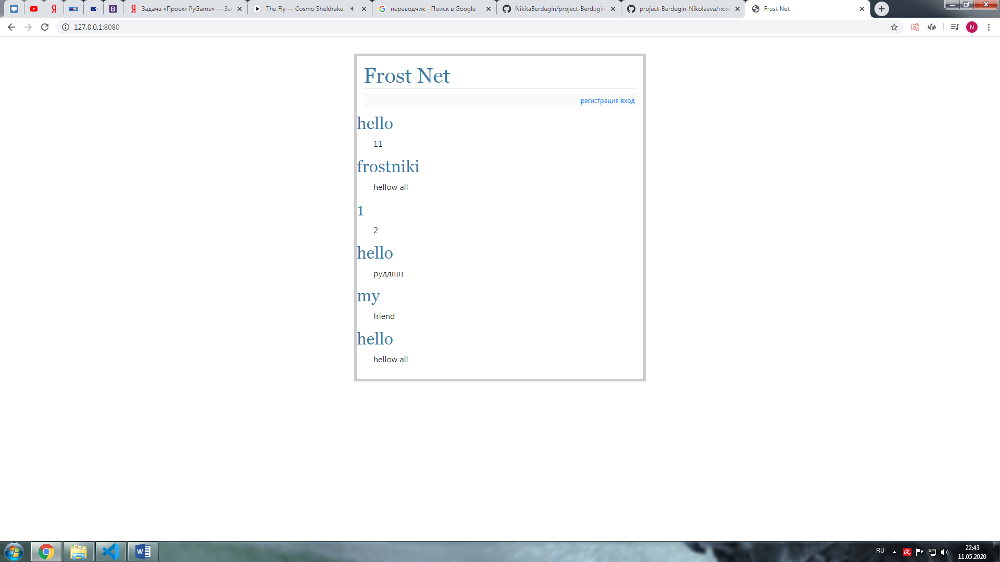 Задача «Проект PyGame» — За
The Fly — Cosmo Sheldrake
переводчик - Поиск в Google
NikitaBerdugin/project-Berdugin
project-Berdugin-Nikolaeva/поя
Frost Net
127.0.0.1:8080
N
Frost Net
регистрация вход
hello
11
frostniki
hellow all
1
2
hello
руддщц
my
friend
hello
hellow all
RU
22:43
11.05.2020